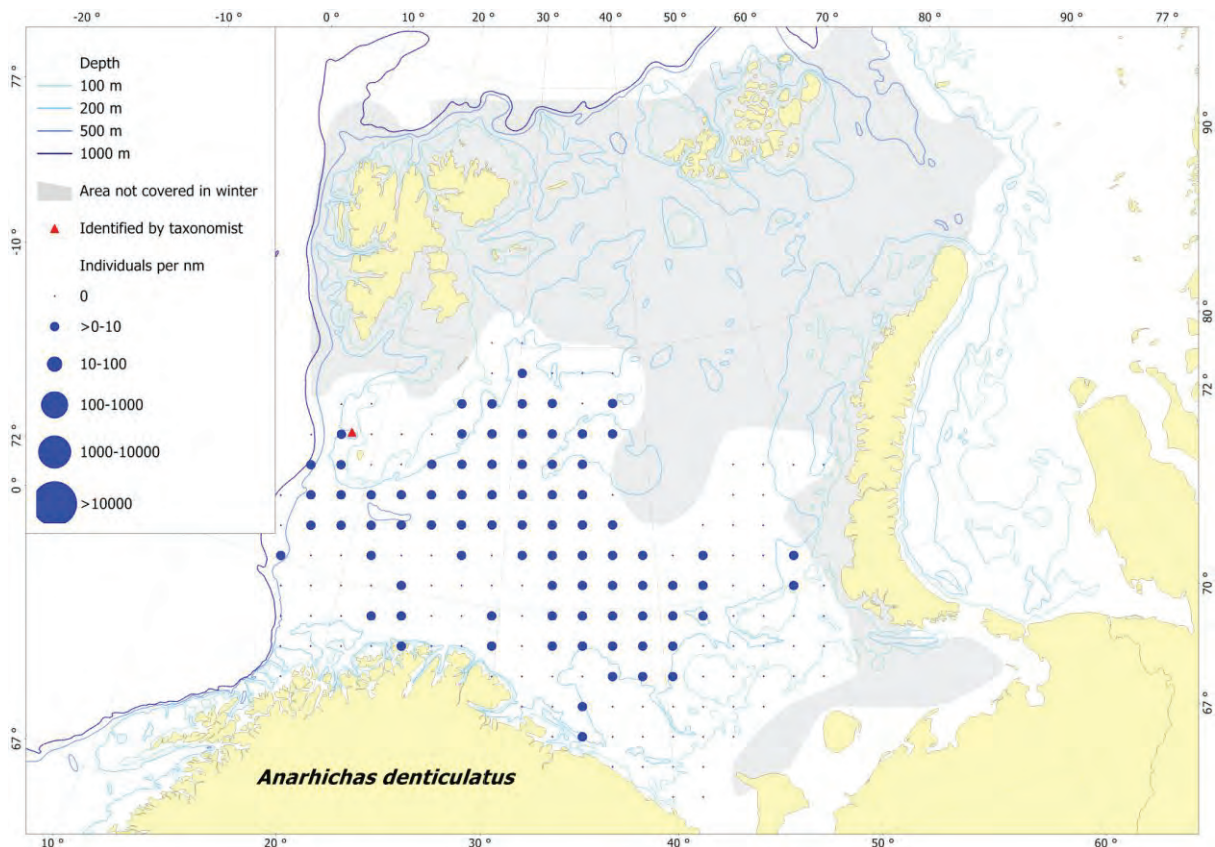 -20 ° -10 ° 0 ° 10 ° 20 ° 30 ° 40 ° 50 ° 60 ° 70 ° 80 ° 90 ° 77 °
77 °
-10 °
72 °
0 °
67 °
Depth
100 m
200 m
500 m
1000 m
Area not covered in winter
Identified by taxonomist
Individuals per nm
0
>0-10
10-100
100-1000
1000-10000
>10000
90 °
80 °
72 °
70 °
67 °
Anarhichas denticulatus
10 ° 20 ° 30 ° 40 ° 50 ° 60 °